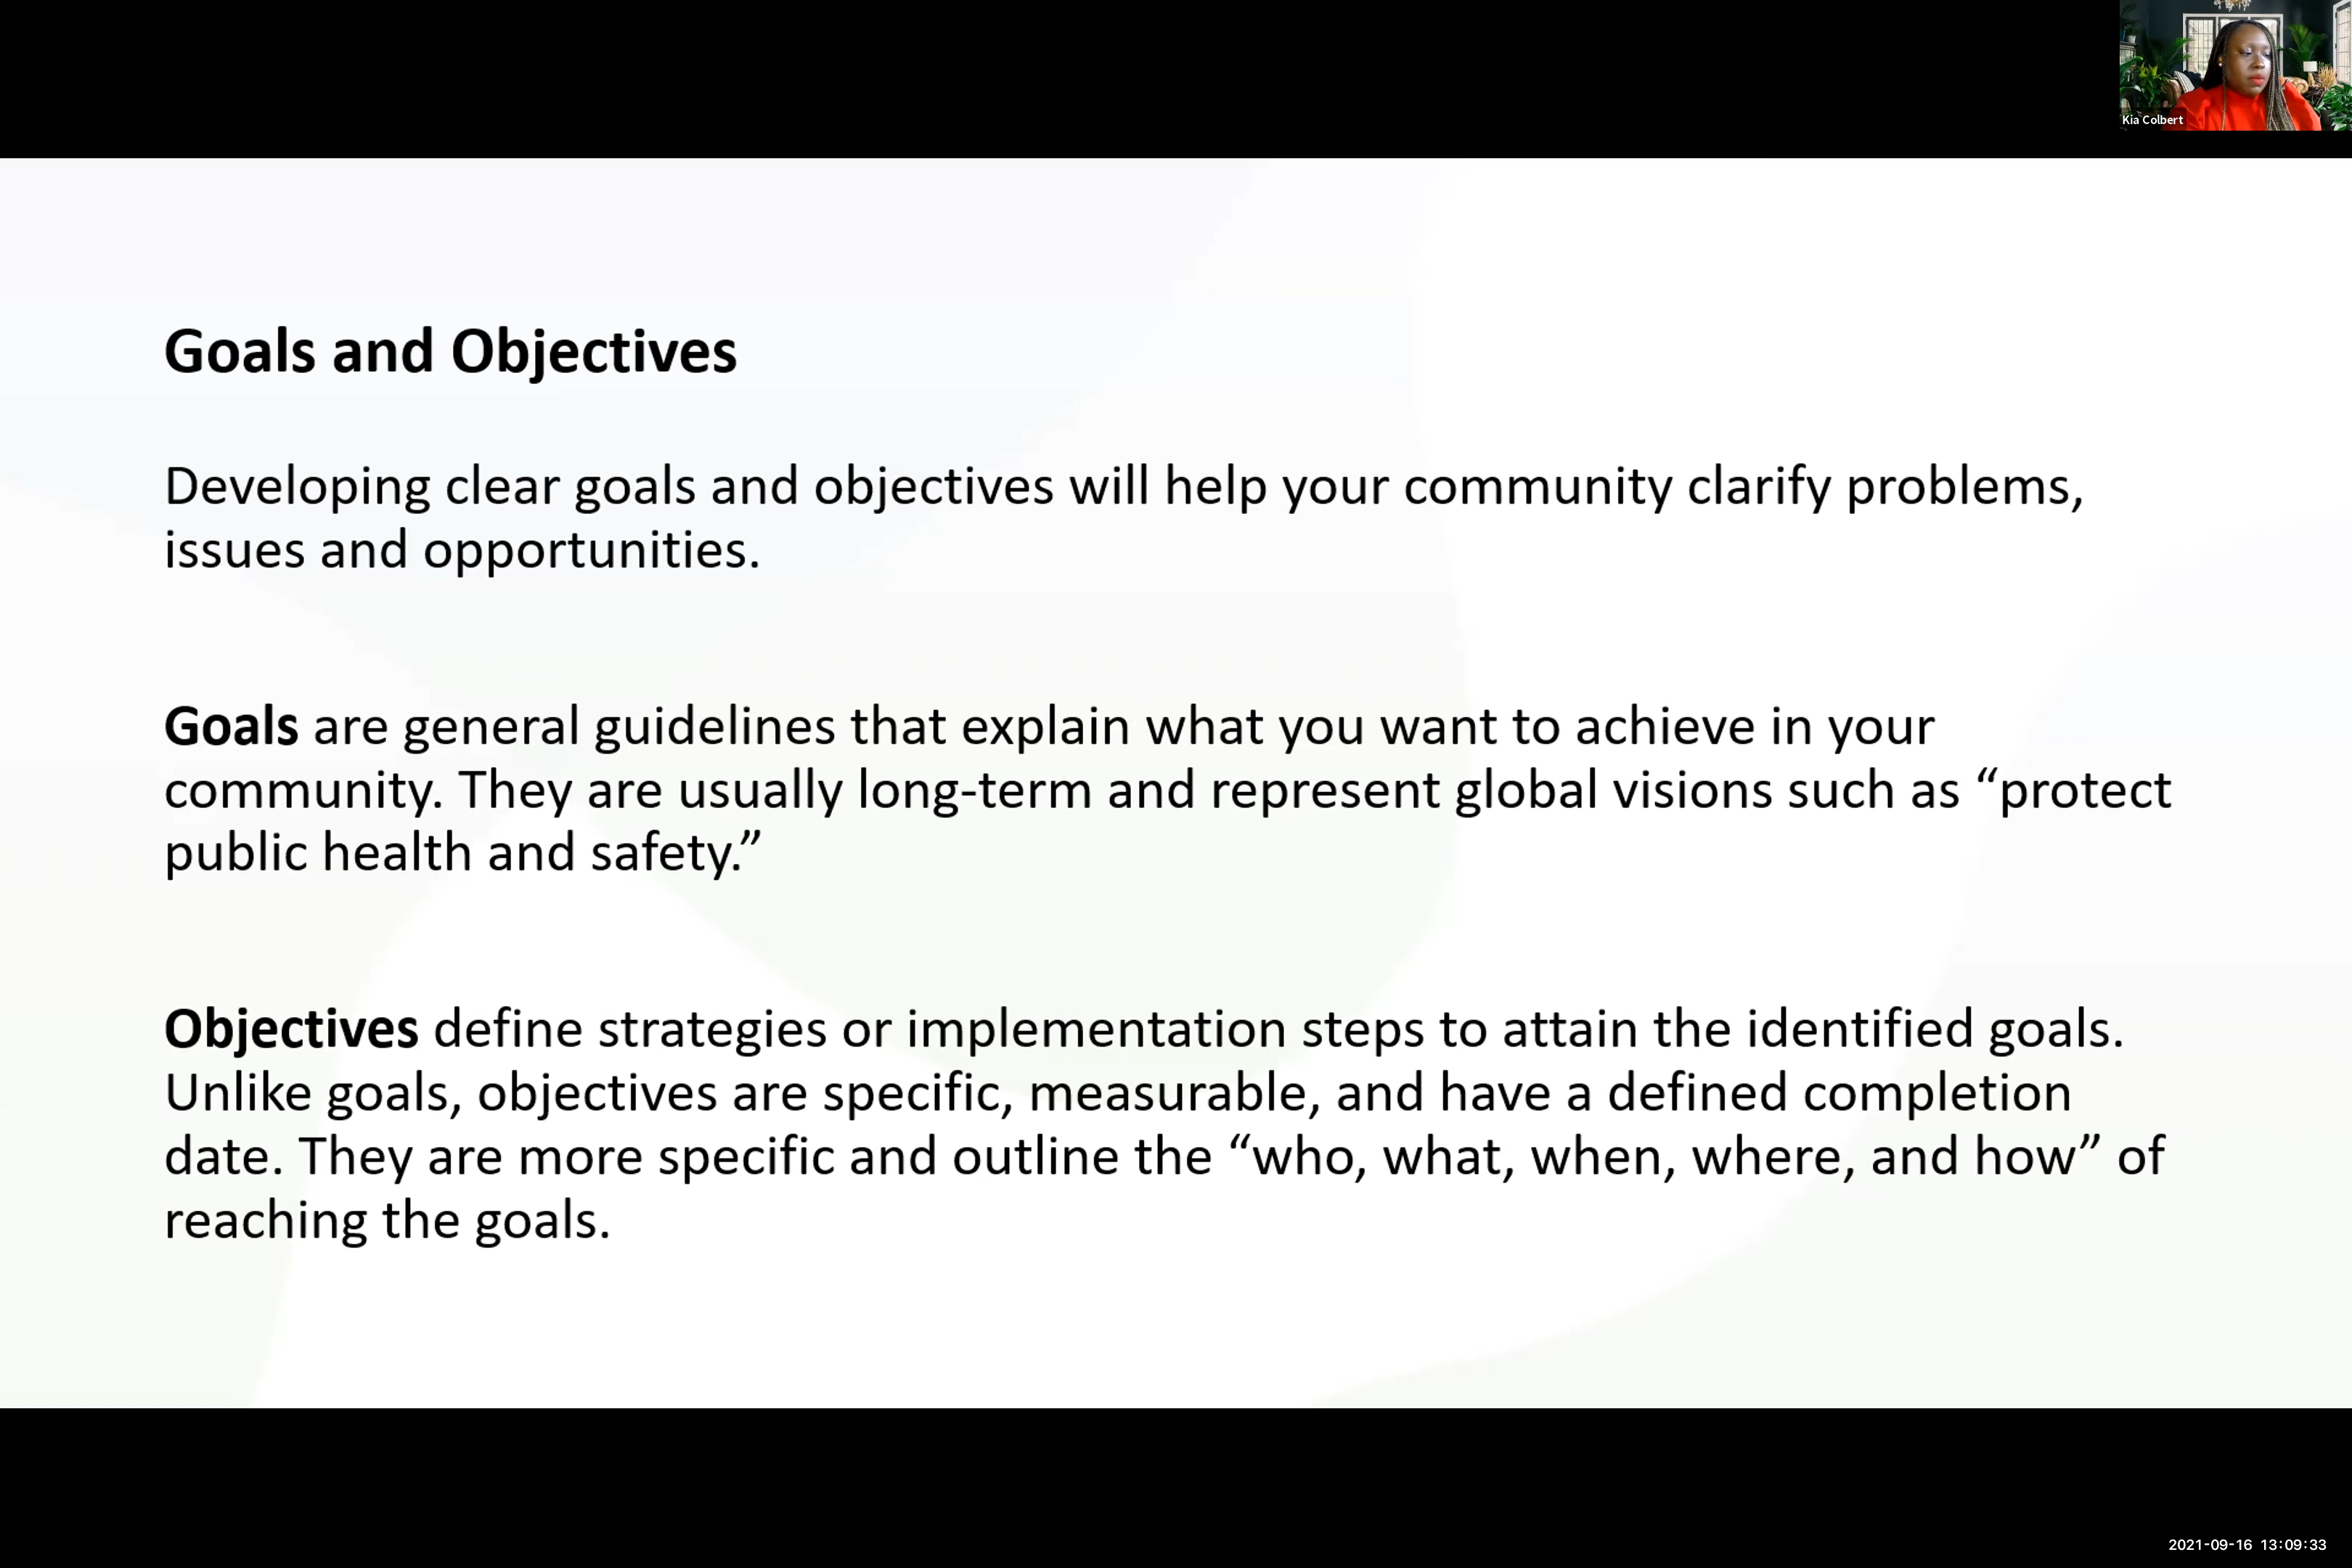 Kia Colbert
Goals and Objectives
Developing clear goals and objectives will help your community clarify problems,
issues and opportunities.
Goals are general guidelines that explain what you want to achieve in your
community. They are usually long-term and represent global visions such as “protect
public health and safety.”
Objectives define strategies or implementation steps to attain the identified goals.
Unlike goals, objectives are specific, measurable, and have a defined completion
date. They are more specific and outline the “who, what, when, where, and how” of
reaching the goals.
2021-09-16 13:09:33